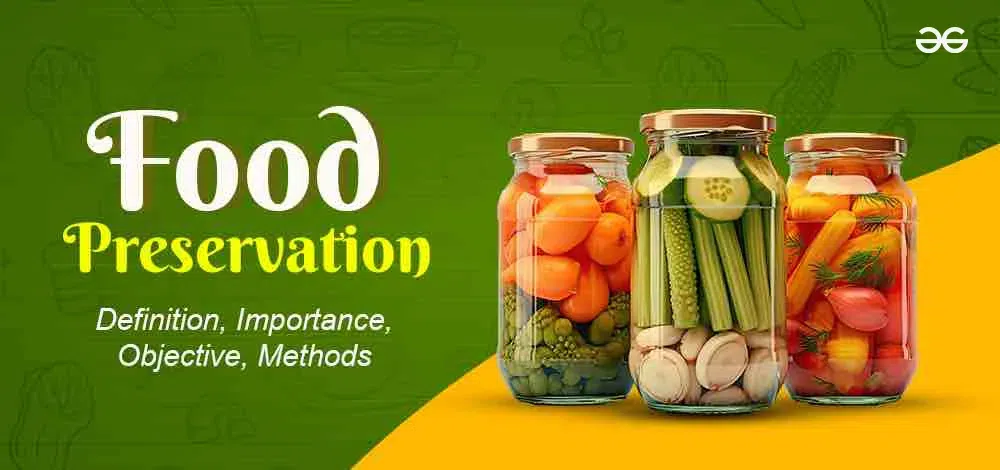 Food
Preservation
Definition, Importance,
Objective, Methods